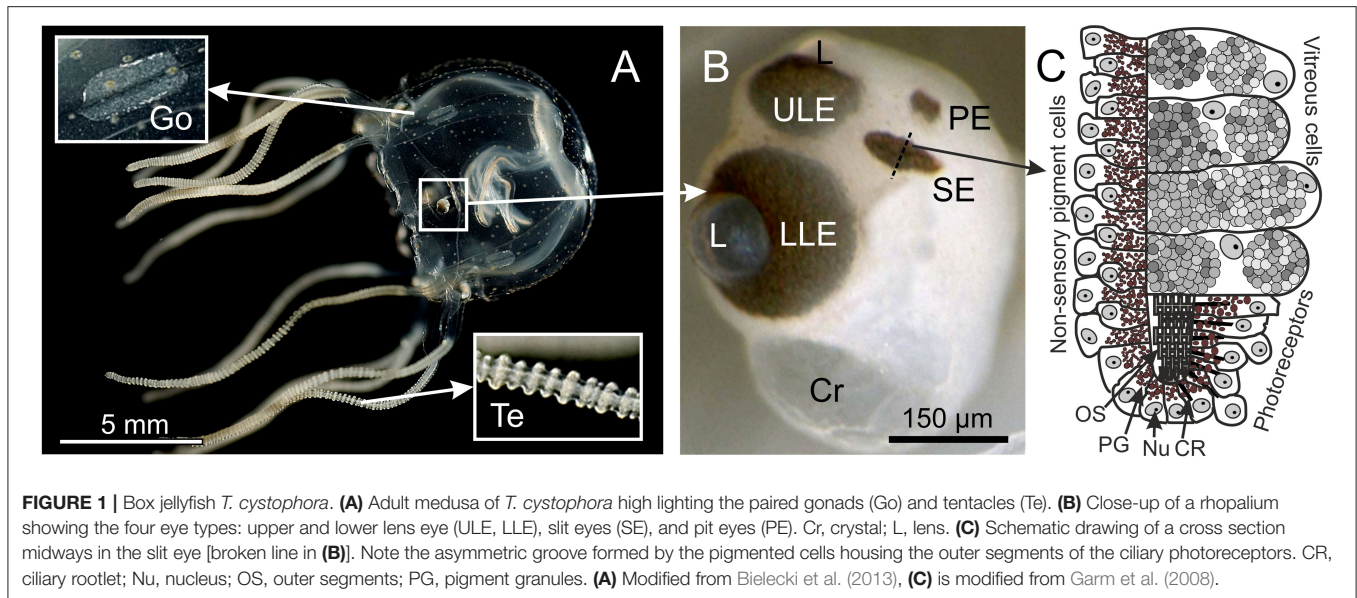 A
Go
Te
5 mm
B
L
ULE
PE
SE
L
LLE
Cr
150 µm
C
Non-sensory pigment cells
Vitreous cells
Photoreceptors
OS
PG
Nu
CR
FIGURE 1 | Box jellyfish T. cystophora. (A) Adult medusa of T. cystophora high lighting the paired gonads (Go) and tentacles (Te). (B) Close-up of a rhopalium
showing the four eye types: upper and lower lens eye (ULE, LLE), slit eyes (SE), and pit eyes (PE). Cr, crystal; L, lens. (C) Schematic drawing of a cross section
midways in the slit eye [broken line in (B)]. Note the asymmetric groove formed by the pigmented cells housing the outer segments of the ciliary photoreceptors. CR,
ciliary rootlet; Nu, nucleus; OS, outer segments; PG, pigment granules. (A) Modified from Bielecki et al. (2013), (C) is modified from Garm et al. (2008).